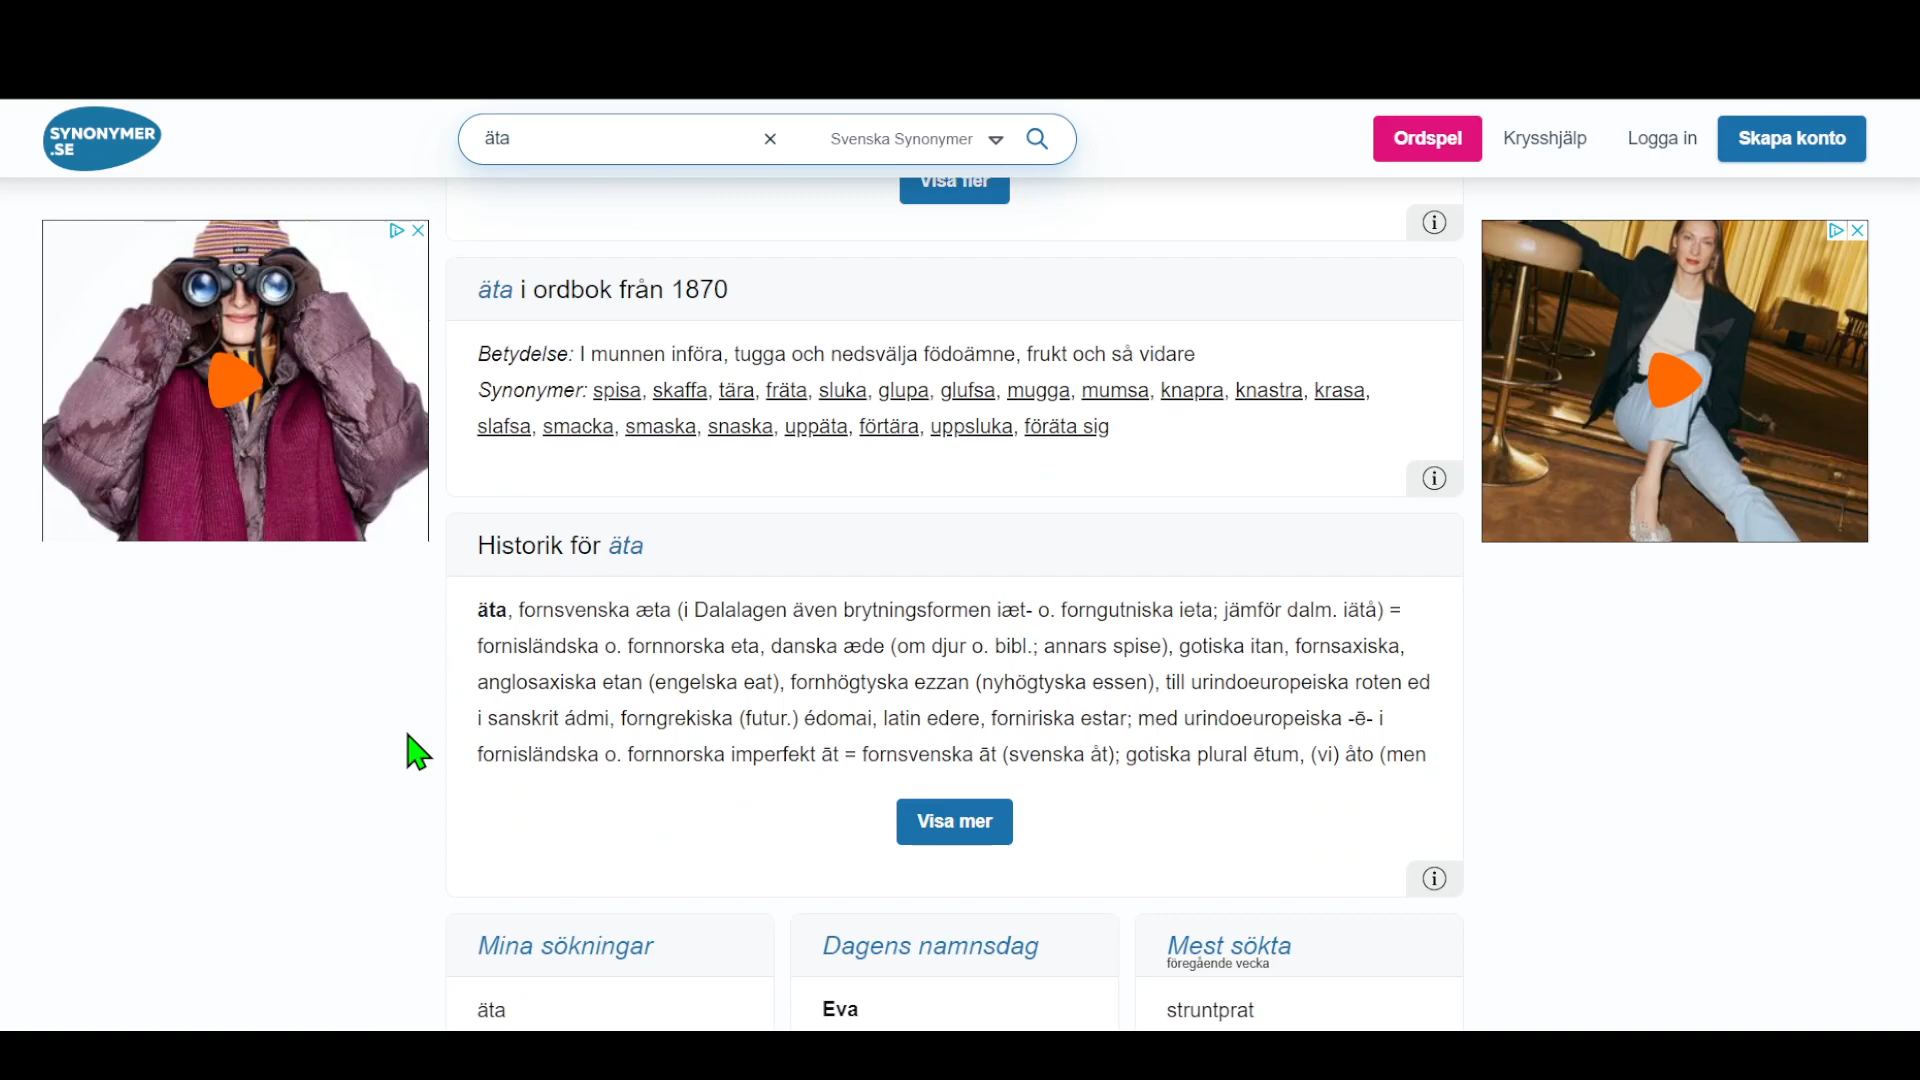 SYNONYMER
.SE
äta
Svenska Synonymer
Ordspel
Krysshjälp
Logga in
Skapa konto
Visa fler
äta i ordbok från 1870
Betydelse: I munnen införa, tugga och nedsvälja födoämne, frukt och så vidare
Synonymer: spisa, skaffa, tära, fräta, sluka, glupa, glufsa, mugga, mumsa, knapra, knastra, krasa,
slafsa, smacka, smaska, snaska, uppäta, förtära, uppsluka, föräta sig
Historik för äta
äta, fornsvenska æta (i Dalalagen även brytningsformen iæt- o. forngutniska ieta; jämför dalm. iätå) =
fornisländska o. fornnorska eta, danska æde (om djur o. bibl.; annars spise), gotiska itan, fornsaxiska,
anglosaxiska etan (engelska eat), fornhögtyska ezzan (nyhögtyska essen), till urindoeuropeiska roten ed
i sanskrit ádmi, forngrekiska (futur.) édomai, latin edere, forniriska estar; med urindoeuropeiska -ē- i
fornisländska o. fornnorska imperfekt āt = fornsvenska āt (svenska åt); gotiska plural ētum, (vi) åto (men
Visa mer
Mina sökningar
äta
Dagens namnsdag
Eva
Mest sökta
föregående vecka
struntprat